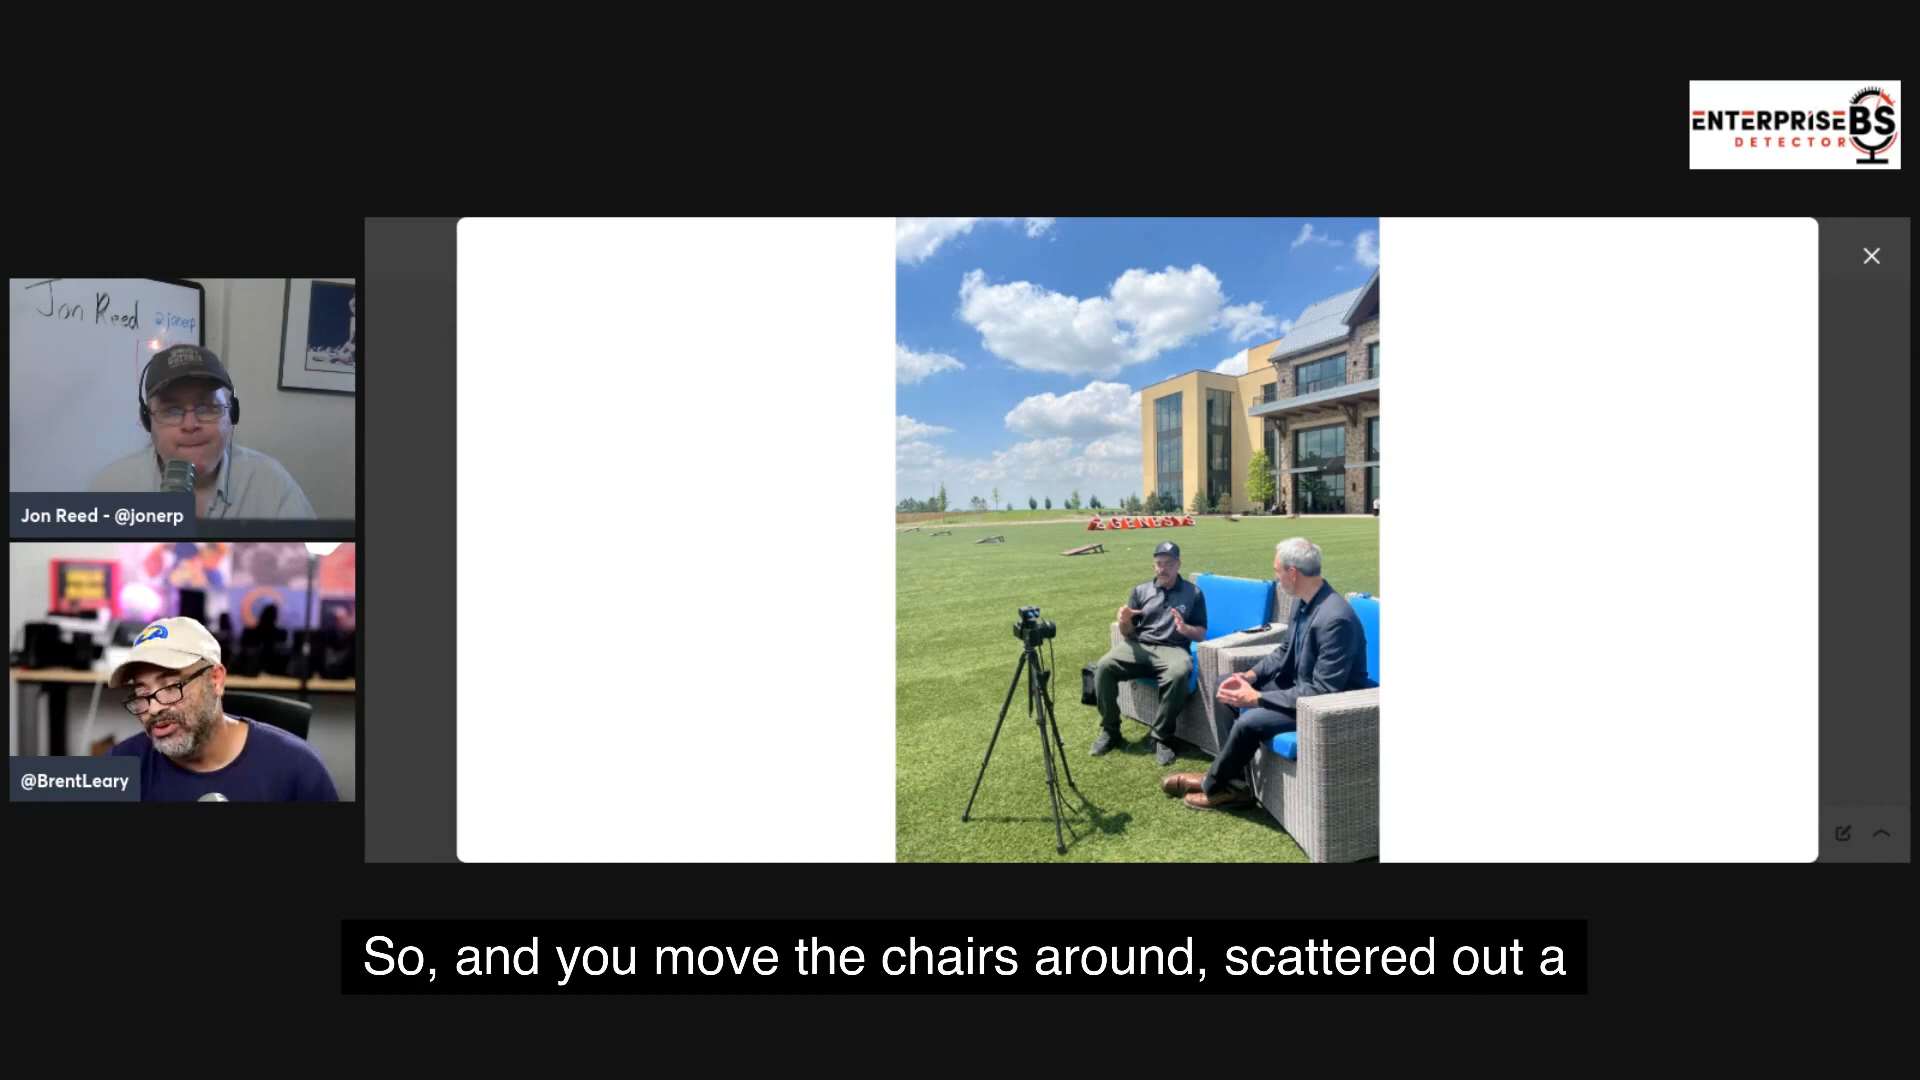 ENTERPRISE BS
DETECTOR
Jon Reed @jonerp
Jon Reed - @jonerp
GENESYS
@BrentLeary
So, and you move the chairs around, scattered out a